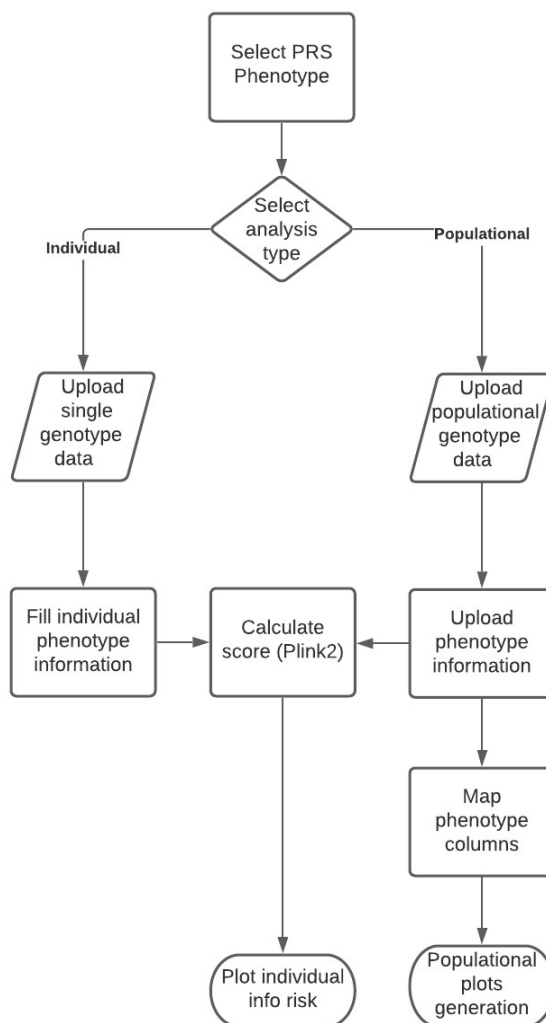 Select PRS
Phenotype
Select
analysis
type
Individual
Populational
Upload
single
genotype
data
Upload
populational
genotype
data
Fill individual
phenotype
information
Calculate
score (Plink2)
Upload
phenotype
information
Map
phenotype
columns
Plot individual
info risk
Populational
plots
generation